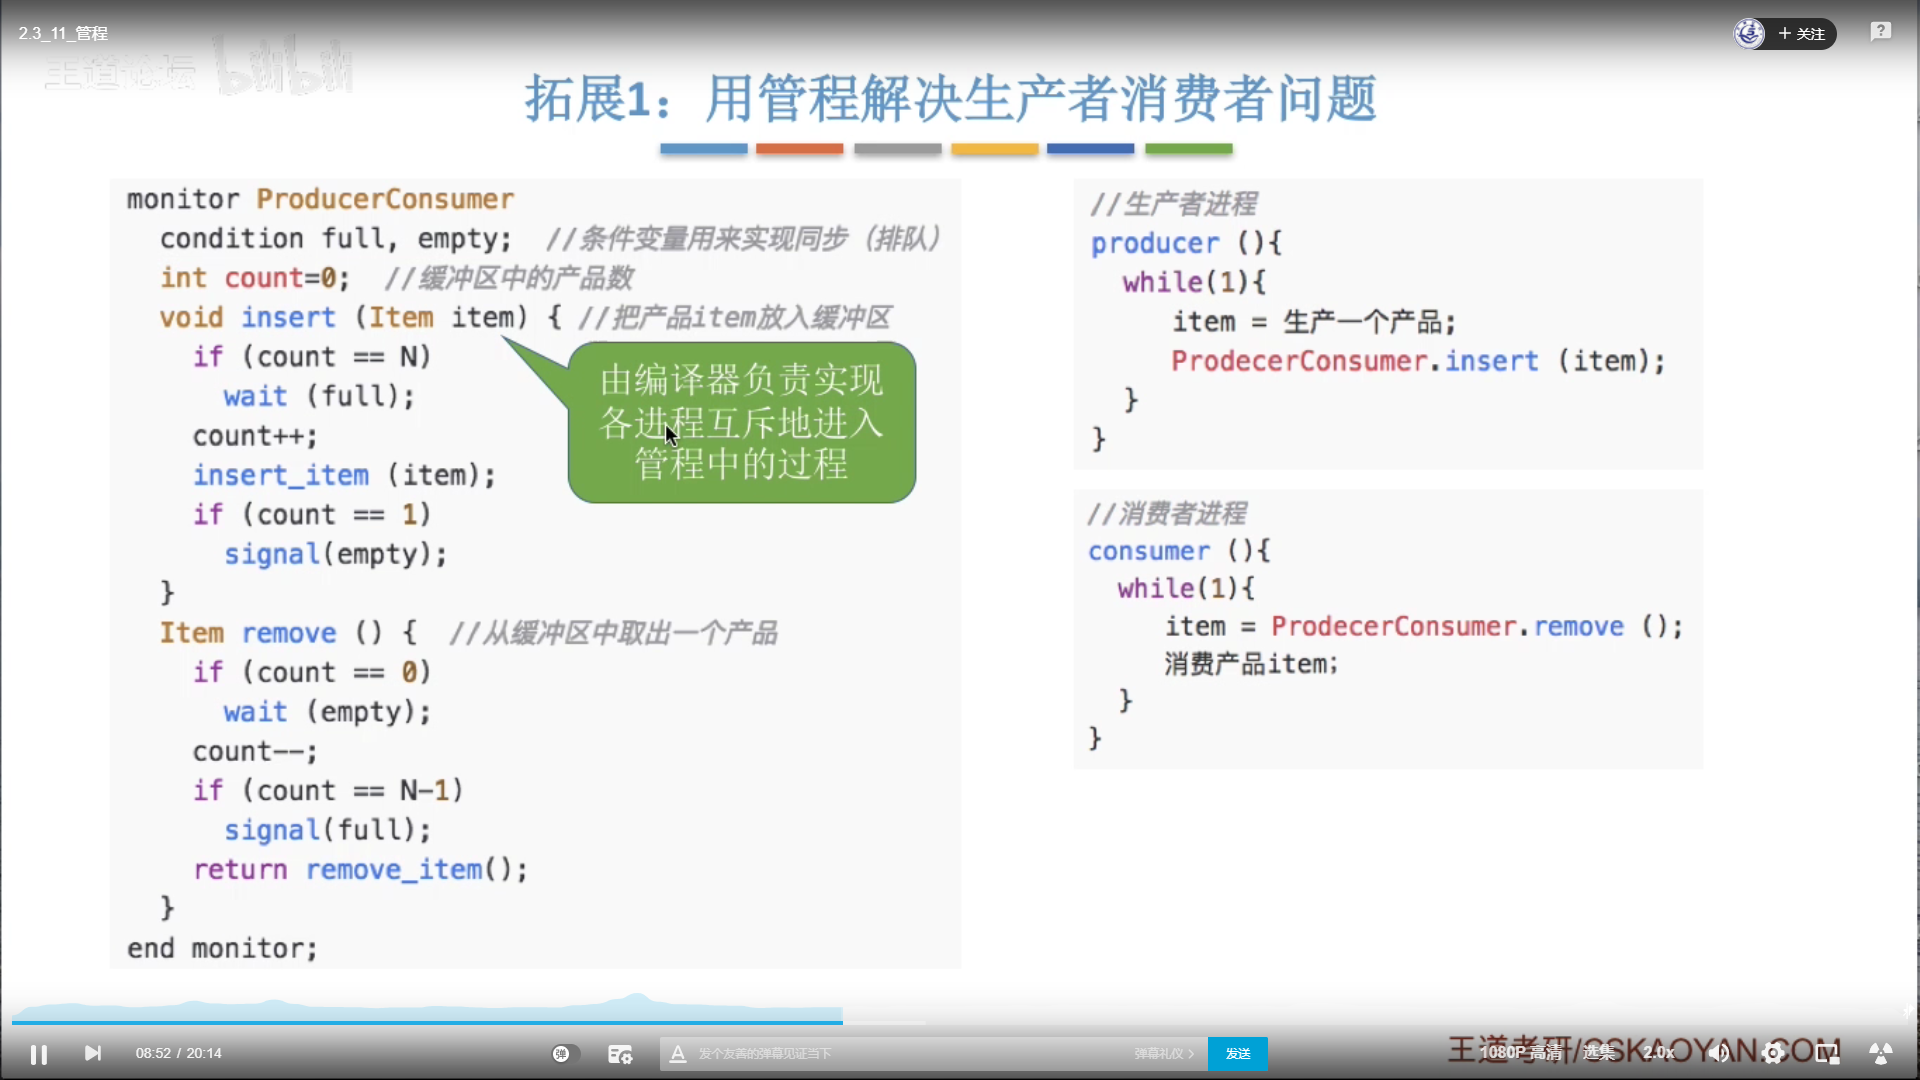 2.3_11_管程
+ 关注
王道论坛 bilibili
拓展1：用管程解决生产者消费者问题
monitor ProducerConsumer
condition full, empty; //条件变量用来实现同步（排队）
int count=0; //缓冲区中的产品数
void insert (Item item) { //把产品item放入缓冲区
if (count == N)
wait (full);
count++;
insert_item (item);
if (count == 1)
signal(empty);
}
Item remove () { //从缓冲区中取出一个产品
if (count == 0)
wait (empty);
count--;
if (count == N-1)
signal(full);
return remove_item();
}
end monitor;
由编译器负责实现
各进程互斥地进入
管程中的过程
//生产者进程
producer (){
while(1){
item = 生产一个产品;
ProdecerConsumer.insert (item);
}
}
//消费者进程
consumer (){
while(1){
item = ProdecerConsumer.remove ();
消费产品item;
}
}
08:52 / 20:14
弹
A 发个友善的弹幕见证当下
弹幕礼仪 >
发送
王道考研/CSKAOYAN.COM
1080P 高清
选集
2.0x